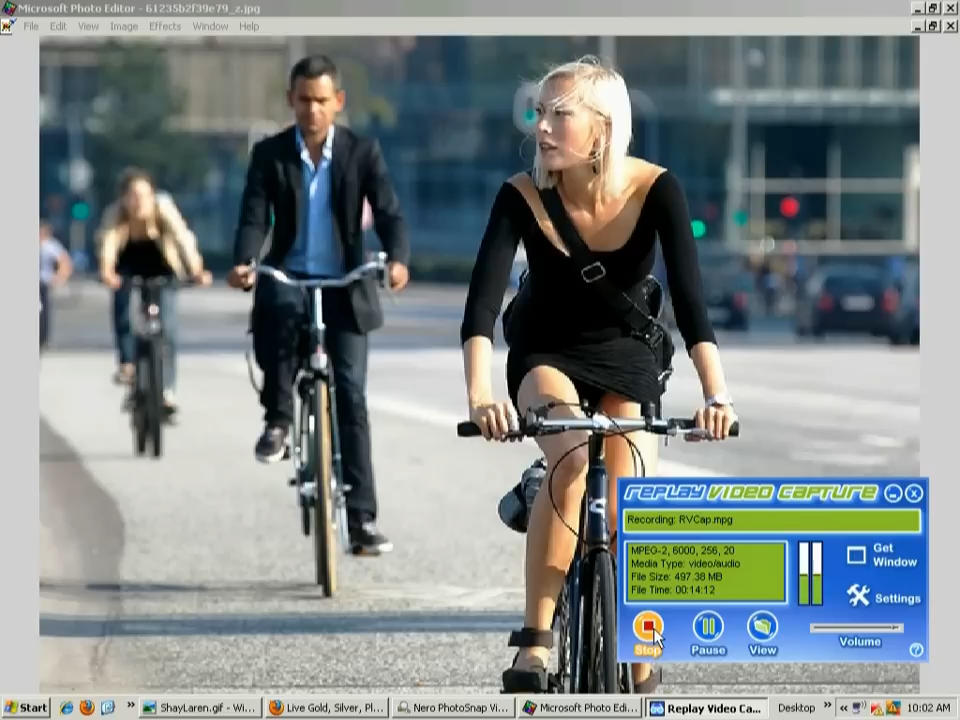 Microsoft Photo Editor - 61235b2f39e79_z.jpg
File Edit View Image Effects Window Help
REPLAY VIDEO CAPTURE
Recording: RVCap.mpg
MPEG-2, 6000, 256, 20
Media Type: video/audio
File Size: 497.38 MB
File Time: 00:14:12
Get Window
Settings
Stop Pause View Volume
Start » ShayLaren.gif - Wi... Live Gold, Silver, Pl... Nero PhotoSnap Vi... Microsoft Photo Edi... Replay Video Ca... Desktop » « 10:02 AM